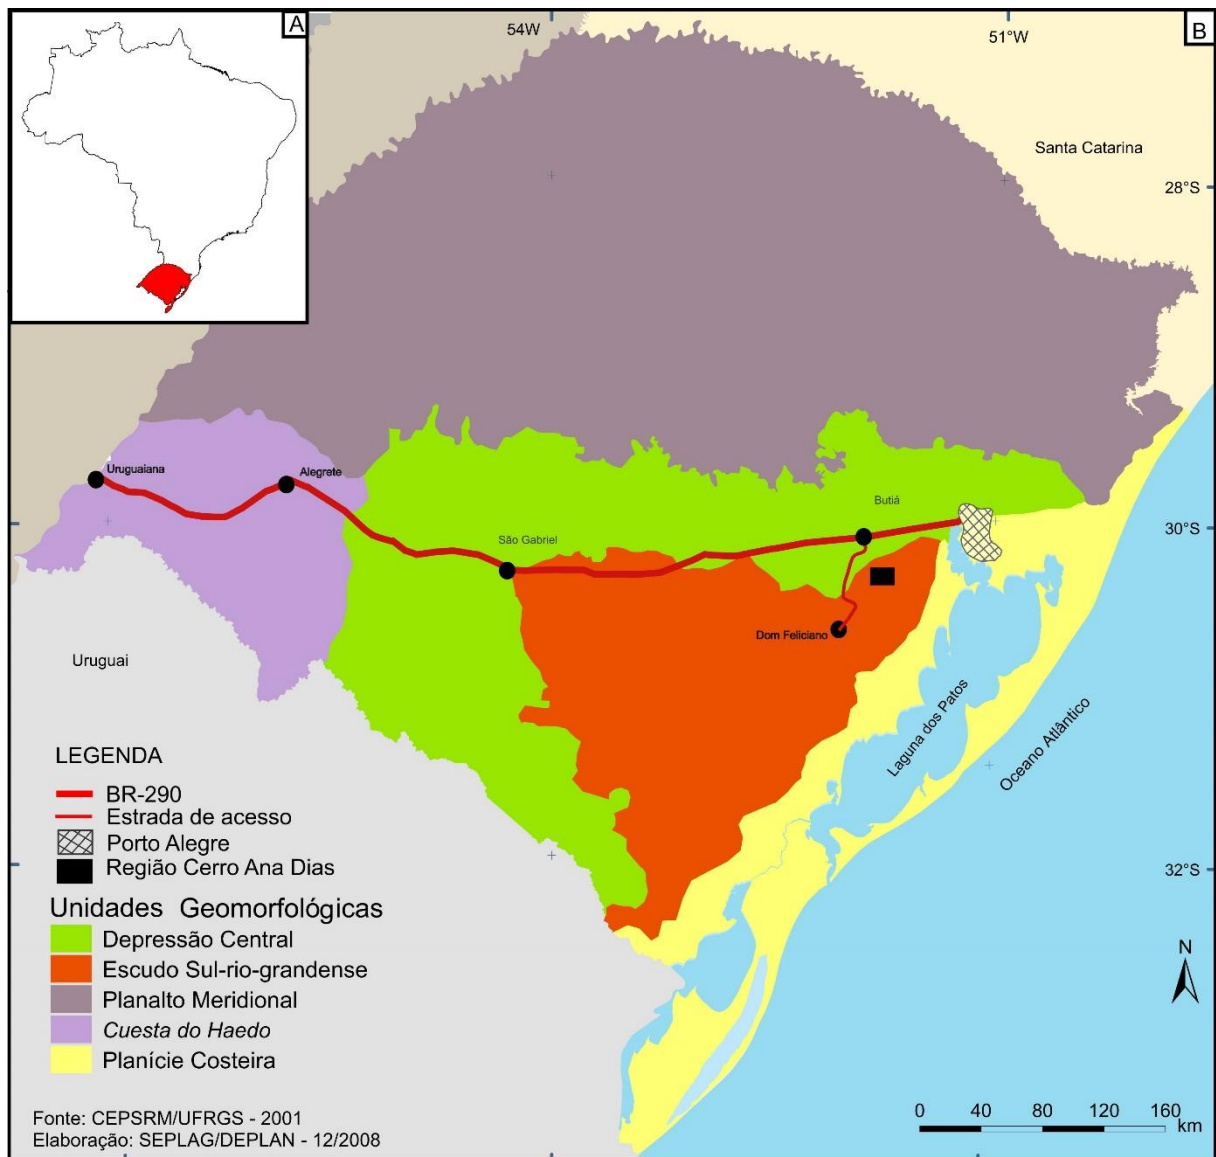 A
B
54W
51°W
Santa Catarina
28°S
Uruguaiana
Alegrete
Butiá
30°S
São Gabriel
Dom Feliciano
Uruguai
Laguna dos Patos
Oceano Atlântico
LEGENDA
BR-290
Estrada de acesso
Porto Alegre
Região Cerro Ana Dias
32°S
Unidades Geomorfológicas
Depressão Central
Escudo Sul-rio-grandense
Planalto Meridional
Cuesta do Haedo
Planície Costeira
N
Fonte: CEPSRM/UFRGS - 2001
Elaboração: SEPLAG/DEPLAN - 12/2008
0 40 80 120 160
km